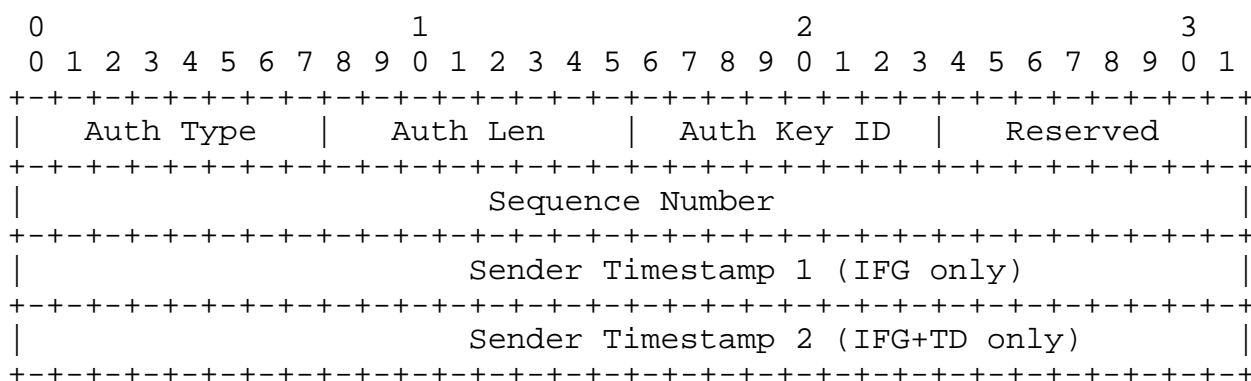 0                   1                   2                   3
 0 1 2 3 4 5 6 7 8 9 0 1 2 3 4 5 6 7 8 9 0 1 2 3 4 5 6 7 8 9 0 1
+-+-+-+-+-+-+-+-+-+-+-+-+-+-+-+-+-+-+-+-+-+-+-+-+-+-+-+-+-+-+-+-+
|   Auth Type   |   Auth Len    |  Auth Key ID  |   Reserved    |
+-+-+-+-+-+-+-+-+-+-+-+-+-+-+-+-+-+-+-+-+-+-+-+-+-+-+-+-+-+-+-+-+
|                        Sequence Number                        |
+-+-+-+-+-+-+-+-+-+-+-+-+-+-+-+-+-+-+-+-+-+-+-+-+-+-+-+-+-+-+-+-+
|                       Sender Timestamp 1 (IFG only)           |
+-+-+-+-+-+-+-+-+-+-+-+-+-+-+-+-+-+-+-+-+-+-+-+-+-+-+-+-+-+-+-+-+
|                       Sender Timestamp 2 (IFG+TD only)        |
+-+-+-+-+-+-+-+-+-+-+-+-+-+-+-+-+-+-+-+-+-+-+-+-+-+-+-+-+-+-+-+-+